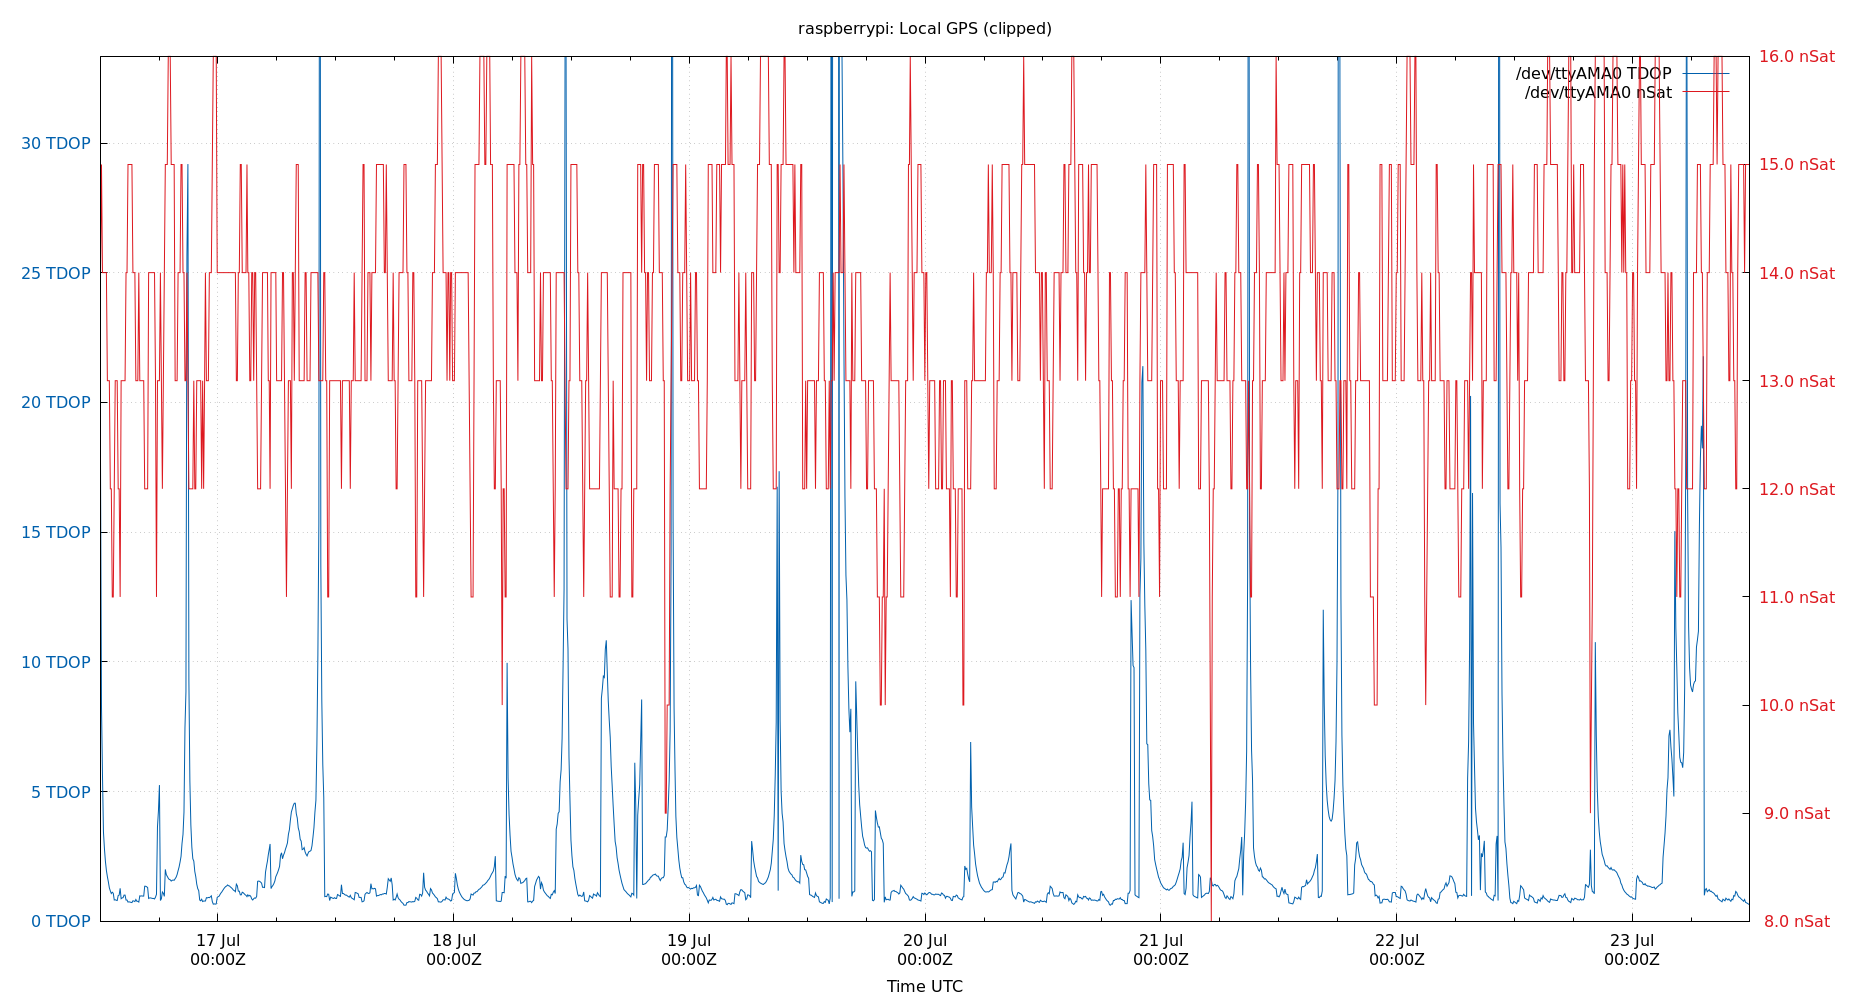 raspberrypi: Local GPS (clipped)
/dev/ttyAMA0 TDOP
/dev/ttyAMA0 nSat
30 TDOP
25 TDOP
20 TDOP
15 TDOP
10 TDOP
5 TDOP
0 TDOP
16.0 nSat
15.0 nSat
14.0 nSat
13.0 nSat
12.0 nSat
11.0 nSat
10.0 nSat
9.0 nSat
8.0 nSat
17 Jul
00:00Z
18 Jul
00:00Z
19 Jul
00:00Z
20 Jul
00:00Z
21 Jul
00:00Z
22 Jul
00:00Z
23 Jul
00:00Z
Time UTC